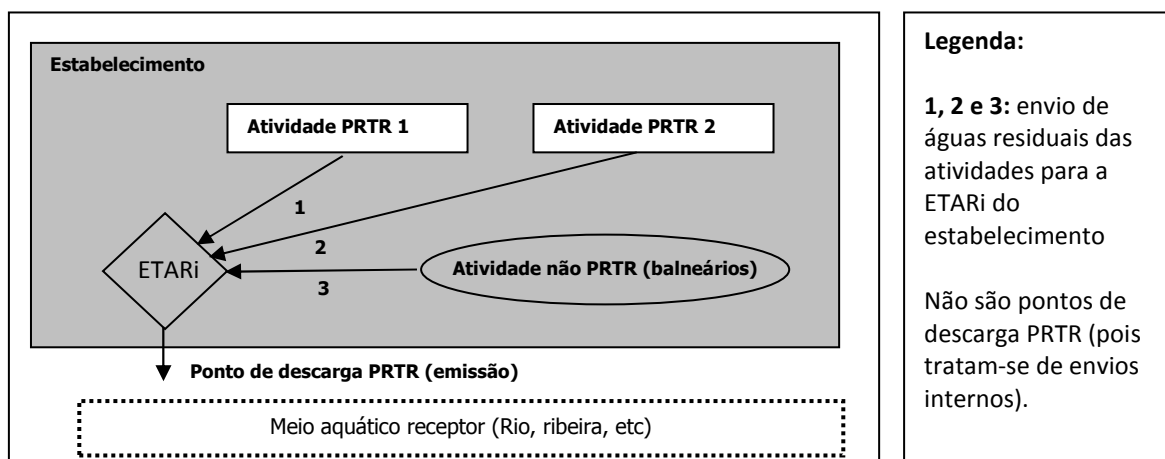 Estabelecimento
Atividade PRTR 1
Atividade PRTR 2
1
2
ETARi
Atividade não PRTR (balneários)
3
Ponto de descarga PRTR (emissão)
Meio aquático receptor (Rio, ribeira, etc)
Legenda:
1, 2 e 3: envio de
águas residuais das
atividades para a
ETARi do
estabelecimento
Não são pontos de
descarga PRTR (pois
tratam-se de envios
internos).